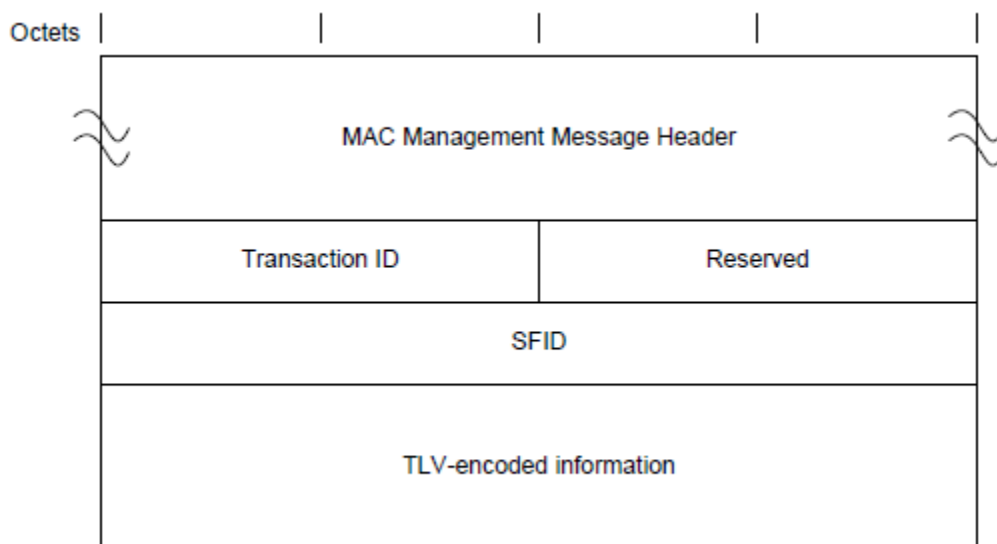 Octets
MAC Management Message Header
Transaction ID Reserved
SFID
TLV-encoded information